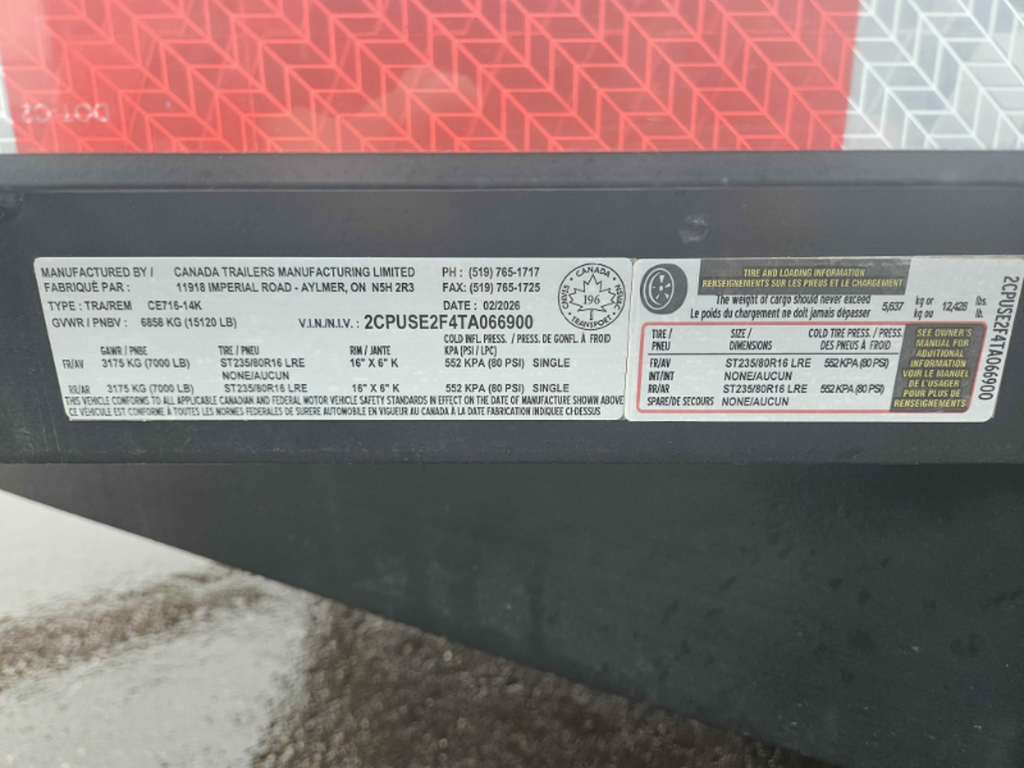 DOT-C2
MANUFACTURED BY / CANADA TRAILERS MANUFACTURING LIMITED PH : (519) 765-1717
FABRIQUÉ PAR : 11918 IMPERIAL ROAD - AYLMER, ON N5H 2R3 FAX: (519) 765-1725
TYPE : TRA/REM CE716-14K DATE : 02/2026
GVWR / PNBV : 6858 KG (15120 LB) V.I.N./N.I.V. : 2CPUSE2F4TA066900
COLD INFL. PRESS. / PRESS. DE GONFL. À FROID
GAWR / PNBE TIRE / PNEU RIM / JANTE KPA (PSI / LPC)
FR/AV 3175 KG (7000 LB) ST235/80R16 LRE 16" X 6" K 552 KPA (80 PSI) SINGLE
NONE/AUCUN
RR/AR 3175 KG (7000 LB) ST235/80R16 LRE 16" X 6" K 552 KPA (80 PSI) SINGLE
THIS VEHICLE CONFORMS TO ALL APPLICABLE CANADIAN AND FEDERAL MOTOR VEHICLE SAFETY STANDARDS IN EFFECT ON THE DATE OF MANUFACTURE SHOWN ABOVE
CE VÉHICULE EST CONFORME À TOUTES LES NORMES FEDERALES DE SURERE AUTOMOBILE EN VIGUEUR AU CANADA À LA DATE FABRICATION INDIQUEE CI-DESSUS
CANADA
196
TRANSPORT
NSVAC
CNSVS
TIRE AND LOADING INFORMATION
RENSEIGNEMENTS SUR LES PNEUS ET LE CHARGEMENT
The weight of cargo should never exceed 5,637 kg or 12,428 lbs.
Le poids du chargement ne doit jamais dépasser kg ou lb.
TIRE / SIZE / COLD TIRE PRESS. / PRESS.
PNEU DIMENSIONS DES PNEUS À FROID
FR/AV ST235/80R16 LRE 552 KPA (80 PSI)
INT/INT NONE/AUCUN
RR/AR ST235/80R16 LRE 552 KPA (80 PSI)
SPARE/DE SECOURS NONE/AUCUN
SEE OWNER'S
MANUAL FOR
ADDITIONAL
INFORMATION
VOIR LE MANUEL
DE L'USAGER
POUR PLUS DE
RENSEIGNEMENTS
2CPUSE2F4TA066900